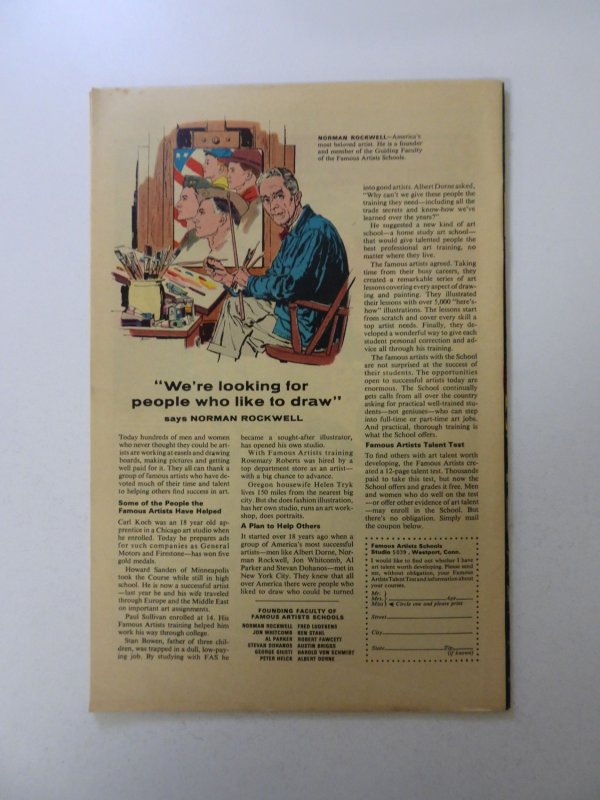 NORMAN ROCKWELL—America's
most beloved artist. He is a founder
and member of the Guiding Faculty
of the Famous Artists Schools.
"We're looking for
people who like to draw"
says NORMAN ROCKWELL
Today hundreds of men and women
who never thought they could be art-
ists are working at easels and drawing
boards, making pictures and getting
well paid for it. They all can thank a
group of famous artists who have de-
voted much of their time and talent
to helping others find success in art.
Some of the People the
Famous Artists Have Helped
Carl Koch was an 18 year old ap-
prentice in a Chicago art studio when
he enrolled. Today he prepares ads
for such companies as General
Motors and Firestone—has won five
gold medals.
Howard Sanden of Minneapolis
took the Course while still in high
school. He is now a successful artist
—last year he and his wife traveled
through Europe and the Middle East
on important art assignments.
Paul Sullivan enrolled at 14. His
Famous Artists training helped him
work his way through college.
Stan Bowen, father of three chil-
dren, was trapped in a dull, low-pay-
ing job. By studying with FAS he
became a sought-after illustrator,
has opened his own studio.
With Famous Artists training
Rosemary Roberts was hired by a
top department store as an artist—
with a big chance to advance.
Oregon housewife Helen Tryk
lives 150 miles from the nearest big
city. But she does fashion illustration,
has her own studio, runs an art work-
shop, does portraits.
A Plan to Help Others
It started over 18 years ago when a
group of America's most successful
artists—men like Albert Dorne, Nor-
man Rockwell, Jon Whitcomb, Al
Parker and Stevan Dohanos—met in
New York City. They knew that all
over America there were people who
liked to draw who could be turned
FOUNDING FACULTY OF
FAMOUS ARTISTS SCHOOLS
NORMAN ROCKWELL FRED LUDEKENS
JON WHITCOMB BEN STAHL
AL PARKER ROBERT FAWCETT
STEVAN DOHANOS AUSTIN BRIGGS
GEORGE GIUSTI HAROLD VON SCHMIDT
PETER HELCK ALBERT DORNE
into good artists. Albert Dorne asked,
"Why can't we give these people the
training they need—including all the
trade secrets and know-how we've
learned over the years?"
He suggested a new kind of art
school—a home study art school—
that would give talented people the
best professional art training, no
matter where they live.
The famous artists agreed. Taking
time from their busy careers, they
created a remarkable series of art
lessons covering every aspect of draw-
ing and painting. They illustrated
their lessons with over 5,000 "here's-
how" illustrations. The lessons start
from scratch and cover every skill a
top artist needs. Finally, they de-
veloped a wonderful way to give each
student personal correction and ad-
vice all through his training.
The famous artists with the School
are not surprised at the success of
their students. The opportunities
open to successful artists today are
enormous. The School continually
gets calls from all over the country
asking for practical well-trained stu-
dents—not geniuses—who can step
into full-time or part-time art jobs.
And practical, thorough training is
what the School offers.
Famous Artists Talent Test
To find others with art talent worth
developing, the Famous Artists cre-
ated a 12-page talent test. Thousands
paid to take this test, but now the
School offers and grades it free. Men
and women who do well on the test
—or offer other evidence of art talent
—may enroll in the School. But
there's no obligation. Simply mail
the coupon below.
Famous Artists Schools
Studio 5039, Westport, Conn.
I would like to find out whether I have
art talent worth developing. Please send
me, without obligation, your Famous
Artists Talent Test and information about
your courses.
Mr.
Mrs. Age
Miss Circle one and please print
Street
City
State Zip
(if known)